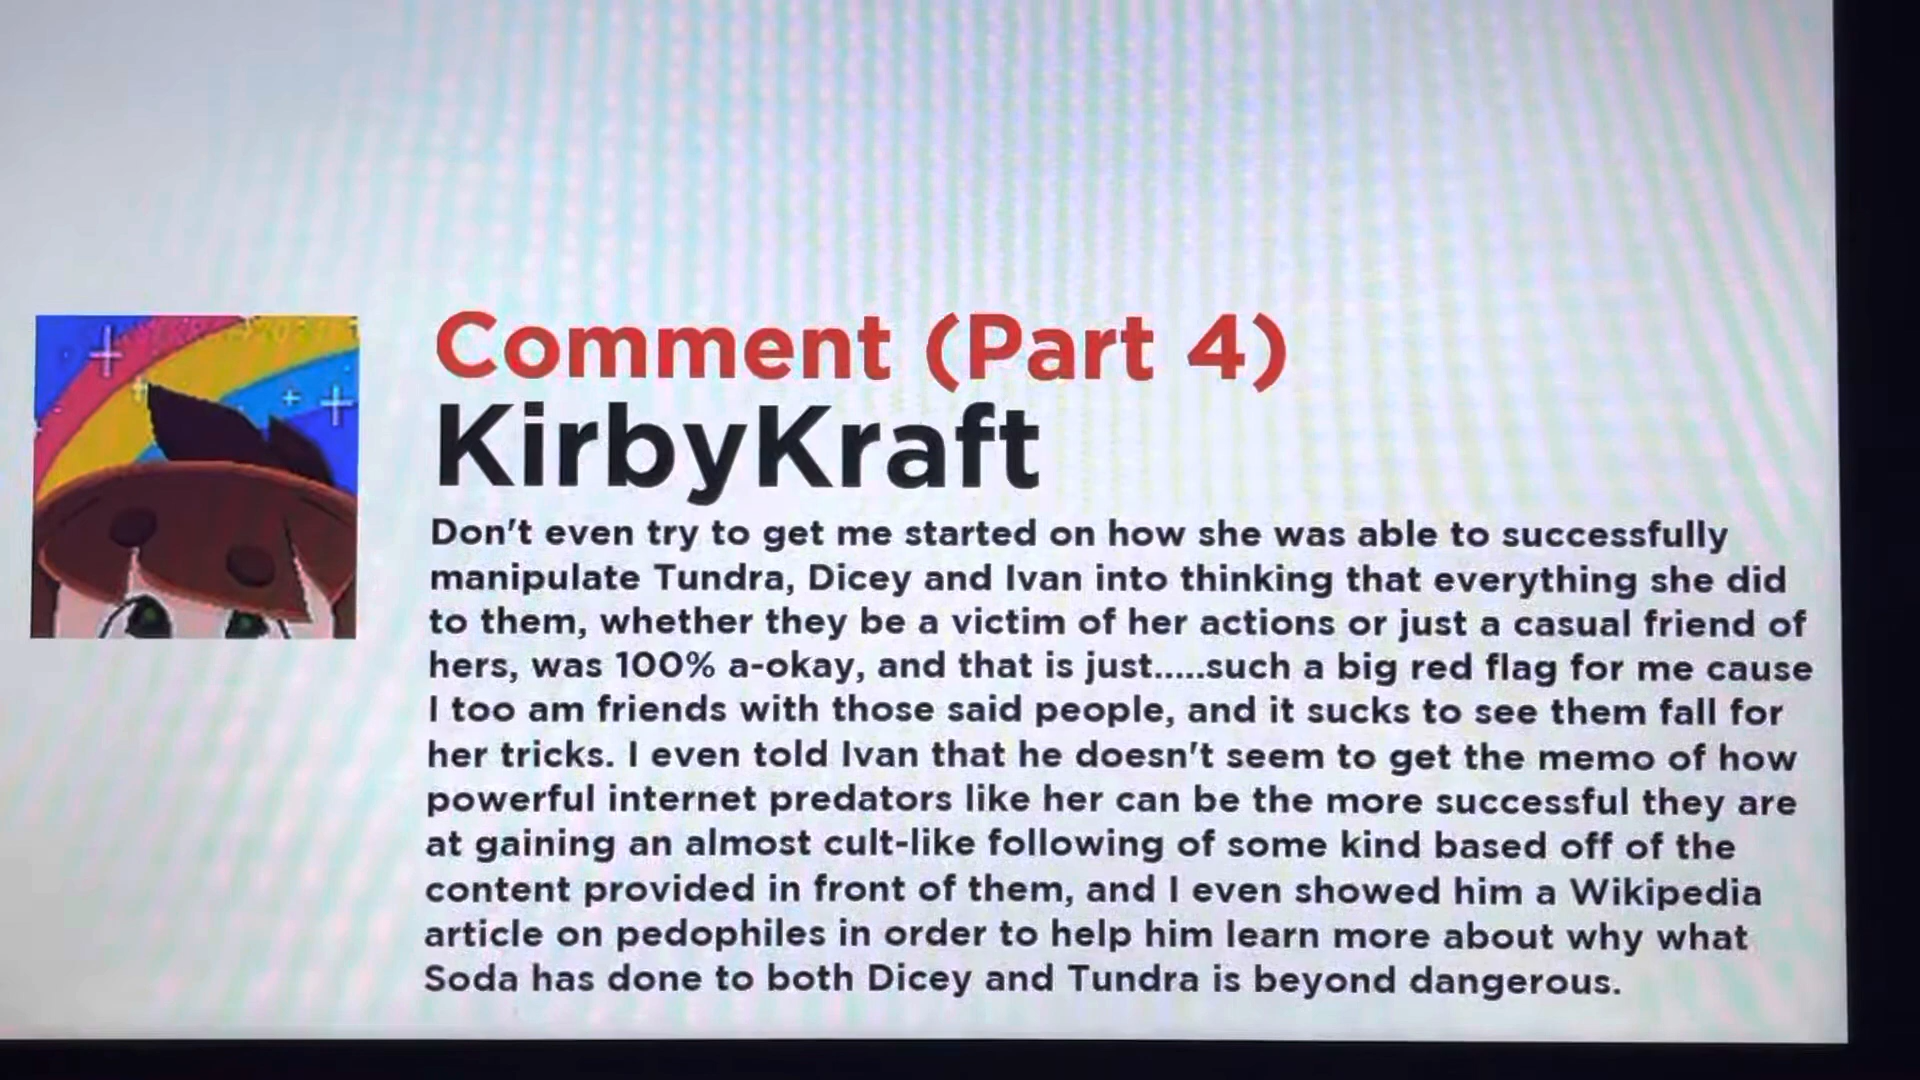 Comment (Part 4)
KirbyKraft
Don't even try to get me started on how she was able to successfully
manipulate Tundra, Dicey and Ivan into thinking that everything she did
to them, whether they be a victim of her actions or just a casual friend of
hers, was 100% a-okay, and that is just.....such a big red flag for me cause
I too am friends with those said people, and it sucks to see them fall for
her tricks. I even told Ivan that he doesn't seem to get the memo of how
powerful internet predators like her can be the more successful they are
at gaining an almost cult-like following of some kind based off of the
content provided in front of them, and I even showed him a Wikipedia
article on pedophiles in order to help him learn more about why what
Soda has done to both Dicey and Tundra is beyond dangerous.